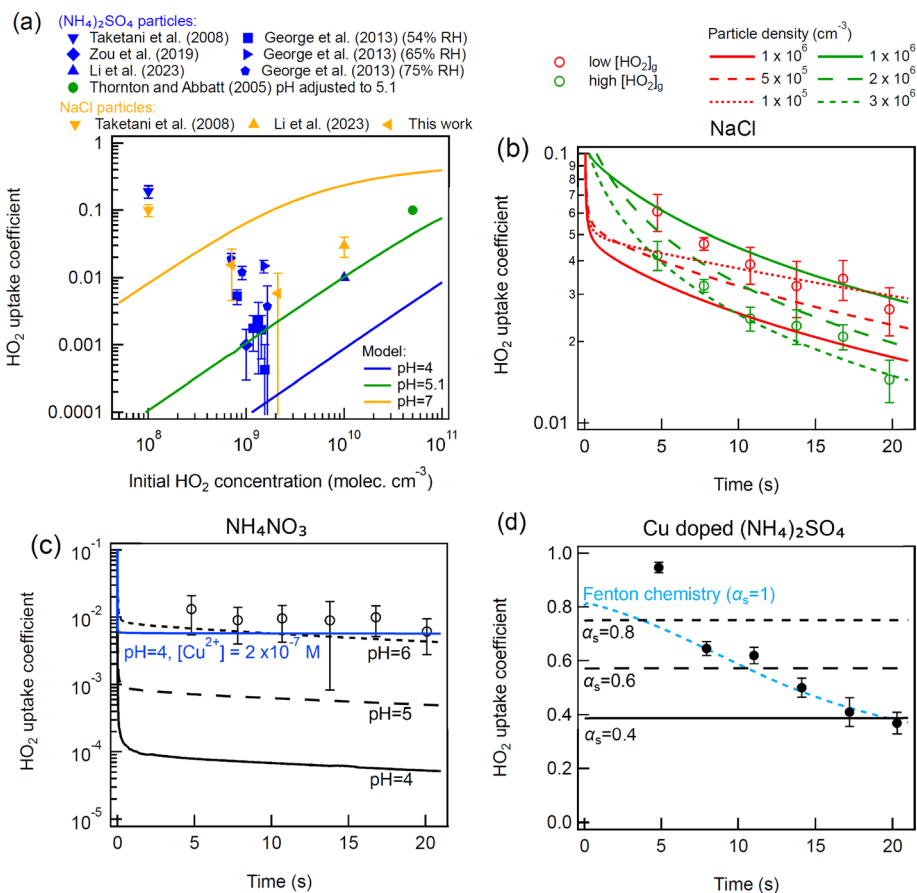 (a)
(NH₄)₂SO₄ particles:
Taketani et al. (2008) George et al. (2013) (54% RH)
Zou et al. (2019) George et al. (2013) (65% RH)
Li et al. (2023) George et al. (2013) (75% RH)
Thornton and Abbatt (2005) pH adjusted to 5.1
NaCl particles:
Taketani et al. (2008) Li et al. (2023) This work
1
0.1
0.01
0.001
0.0001
HO₂ uptake coefficient
Model:
pH=4
pH=5.1
pH=7
10⁸ 10⁹ 10¹⁰ 10¹¹
Initial HO₂ concentration (molec. cm⁻³)
low [HO₂]g
high [HO₂]g
Particle density (cm⁻³)
1 x 10⁶ 1 x 10⁶
5 x 10⁵ 2 x 10⁶
1 x 10⁵ 3 x 10⁶
(b)
NaCl
0.1
9
8
7
6
5
4
3
2
0.01
HO₂ uptake coefficient
0 5 10 15 20
Time (s)
(c)
NH₄NO₃
10⁻¹
10⁻²
10⁻³
10⁻⁴
10⁻⁵
HO₂ uptake coefficient
pH=4, [Cu²⁺] = 2 x10⁻⁷ M
pH=6
pH=5
pH=4
0 5 10 15 20
Time (s)
(d)
Cu doped (NH₄)₂SO₄
1.0
0.8
0.6
0.4
0.2
0.0
HO₂ uptake coefficient
Fenton chemistry (αₛ=1)
αₛ=0.8
αₛ=0.6
αₛ=0.4
0 5 10 15 20
Time (s)